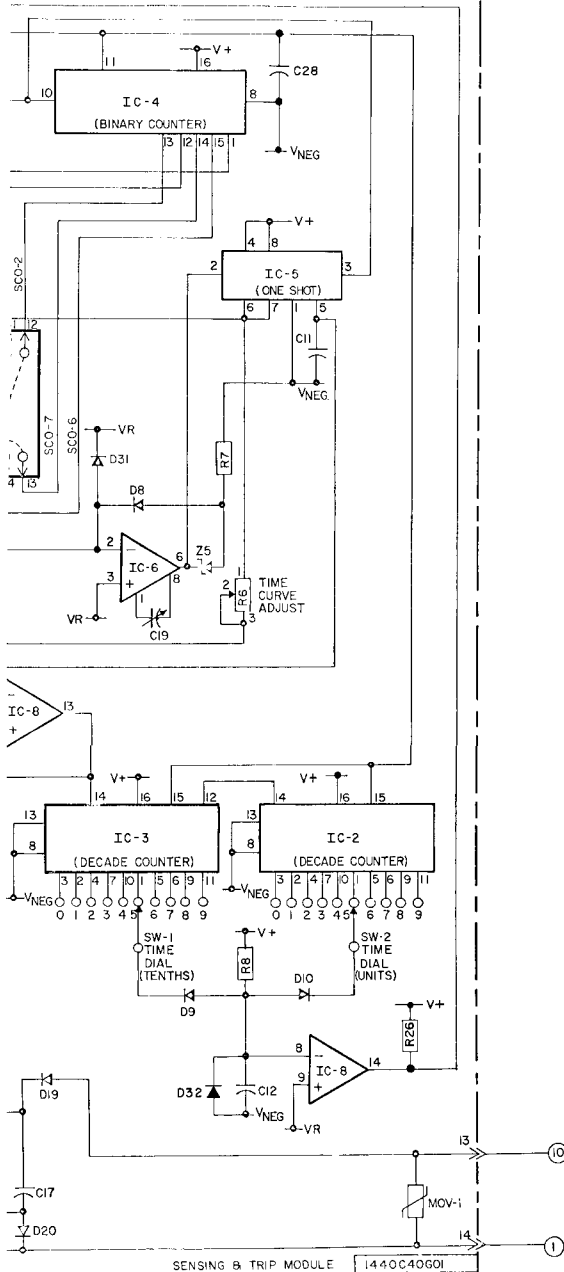 V+
11 16
C28
10 IC-4 8
(BINARY COUNTER)
13 12 14 15 1
VNEG
SCO-2
V+
4 8
2 IC-5 3
(ONE SHOT)
6 7 1 5
C11
VNEG.
1 12
SCO-7
SCO-6
4 13
VR
D31
R7
D8
2 −
IC-6 6 Z5
3 + 8
1
VR
C19
1
2 R6
3
TIME
CURVE
ADJUST
−
IC-8 13
+
V+ V+
14 16 15 12 14 16 15
13 IC-3 13 IC-2
8 8
(DECADE COUNTER) (DECADE COUNTER)
3 2 4 7 10 1 5 6 9 11 3 2 4 7 10 1 5 6 9 11
VNEG VNEG
0 1 2 3 4 5 6 7 8 9 0 1 2 3 4 5 6 7 8 9
SW-1
TIME
DIAL
(TENTHS)
V+
R8
SW-2
TIME
DIAL
(UNITS)
D9 D10
V+
R26
8 −
IC-8 14
9 +
D32 C12
VNEG
VR
D19
13 10
C17
MOV-1
D20
14 1
SENSING & TRIP MODULE 1440C40G01